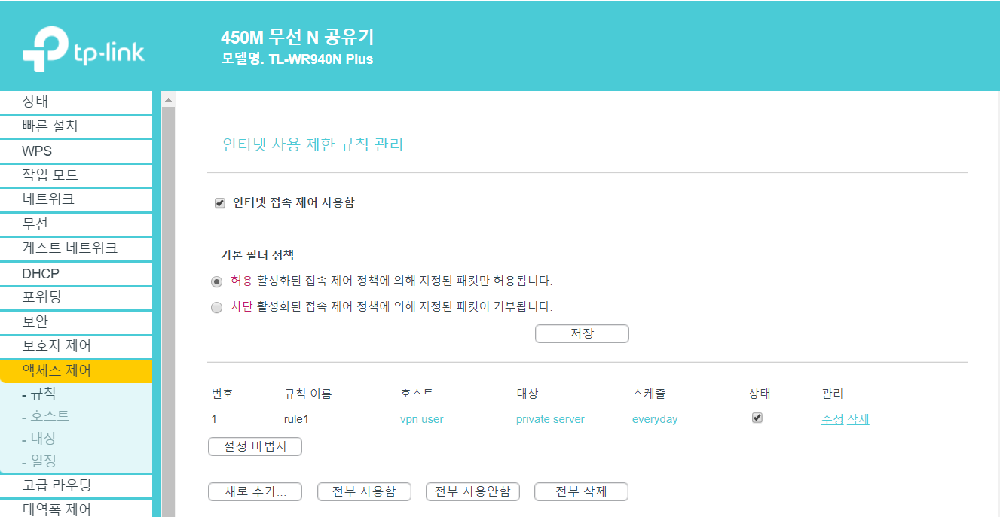 tp-link
450M 무선 N 공유기
모델명. TL-WR940N Plus
상태
빠른 설치
WPS
작업 모드
네트워크
무선
게스트 네트워크
DHCP
포워딩
보안
보호자 제어
액세스 제어
- 규칙
- 호스트
- 대상
- 일정
고급 라우팅
대역폭 제어
인터넷 사용 제한 규칙 관리
인터넷 접속 제어 사용함
기본 필터 정책
허용 활성화된 접속 제어 정책에 의해 지정된 패킷만 허용됩니다.
차단 활성화된 접속 제어 정책에 의해 지정된 패킷이 거부됩니다.
저장
번호 규칙 이름 호스트 대상 스케줄 상태 관리
1 rule1 vpn user private server everyday 수정 삭제
설정 마법사
새로 추가... 전부 사용함 전부 사용안함 전부 삭제